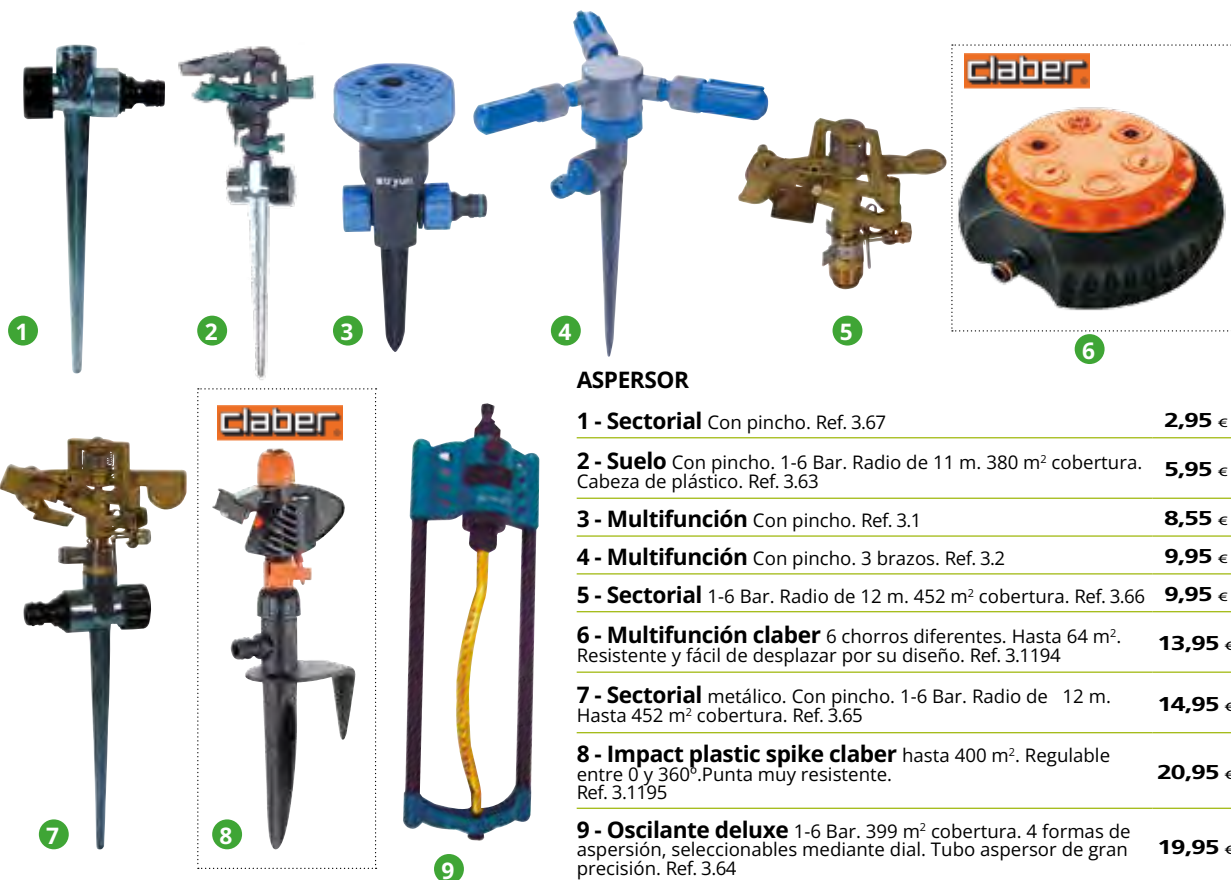 claber
1
2
3
4
5
6
claber
7
8
9
ASPERSOR
1 - Sectorial Con pincho. Ref. 3.67 2,95 €
2 - Suelo Con pincho. 1-6 Bar. Radio de 11 m. 380 m² cobertura. 5,95 €
Cabeza de plástico. Ref. 3.63
3 - Multifunción Con pincho. Ref. 3.1 8,55 €
4 - Multifunción Con pincho. 3 brazos. Ref. 3.2 9,95 €
5 - Sectorial 1-6 Bar. Radio de 12 m. 452 m² cobertura. Ref. 3.66 9,95 €
6 - Multifunción claber 6 chorros diferentes. Hasta 64 m². 13,95 €
Resistente y fácil de desplazar por su diseño. Ref. 3.1194
7 - Sectorial metálico. Con pincho. 1-6 Bar. Radio de 12 m. 14,95 €
Hasta 452 m² cobertura. Ref. 3.65
8 - Impact plastic spike claber hasta 400 m². Regulable
entre 0 y 360º.Punta muy resistente. 20,95 €
Ref. 3.1195
9 - Oscilante deluxe 1-6 Bar. 399 m² cobertura. 4 formas de
aspersión, seleccionables mediante dial. Tubo aspersor de gran 19,95 €
precisión. Ref. 3.64